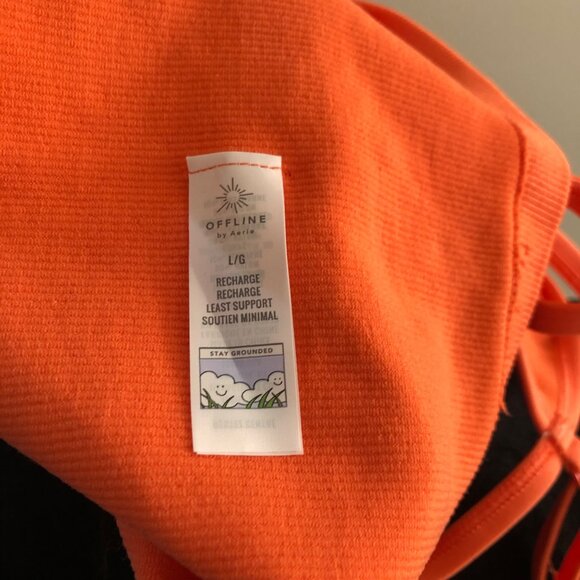 OFFLINE
by Aerie
L/G
RECHARGE
RECHARGE
LEAST SUPPORT
SOUTIEN MINIMAL
STAY GROUNDED